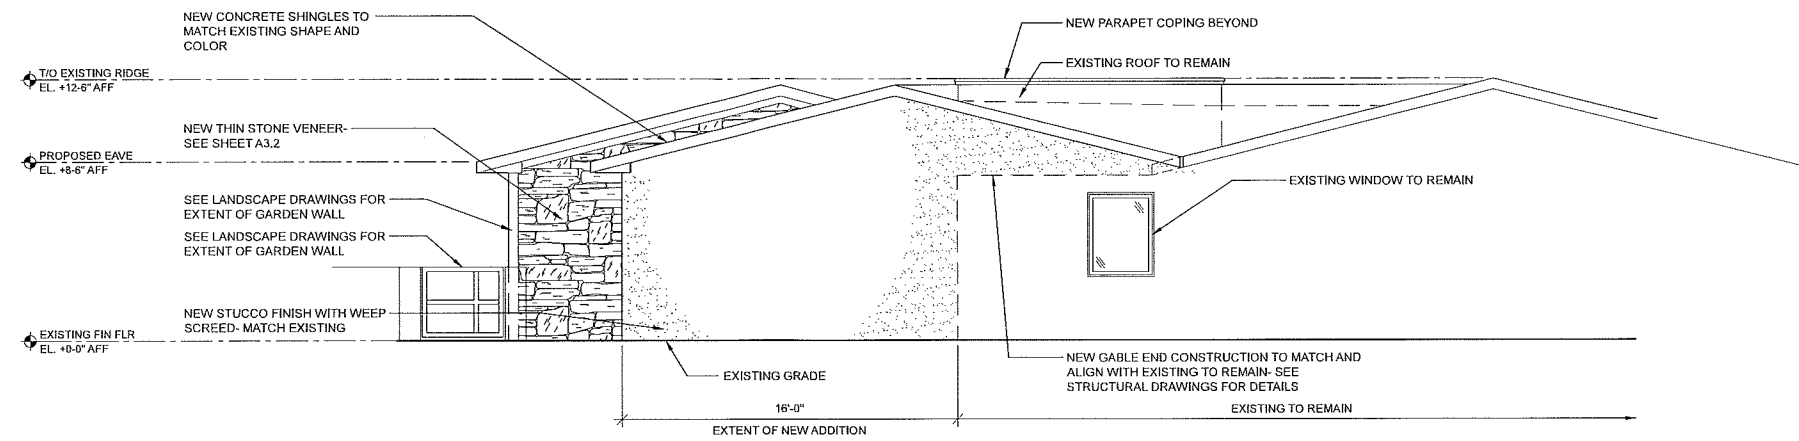 NEW CONCRETE SHINGLES TO
MATCH EXISTING SHAPE AND
COLOR
NEW PARAPET COPING BEYOND
EXISTING ROOF TO REMAIN
T/O EXISTING RIDGE
EL. +12-6" AFF
NEW THIN STONE VENEER-
SEE SHEET A3.2
PROPOSED EAVE
EL. +8-6" AFF
EXISTING WINDOW TO REMAIN
SEE LANDSCAPE DRAWINGS FOR
EXTENT OF GARDEN WALL
SEE LANDSCAPE DRAWINGS FOR
EXTENT OF GARDEN WALL
NEW STUCCO FINISH WITH WEEP
SCREED- MATCH EXISTING
EXISTING FIN FLR
EL. +0-0" AFF
EXISTING GRADE
NEW GABLE END CONSTRUCTION TO MATCH AND
ALIGN WITH EXISTING TO REMAIN- SEE
STRUCTURAL DRAWINGS FOR DETAILS
16'-0"
EXTENT OF NEW ADDITION
EXISTING TO REMAIN